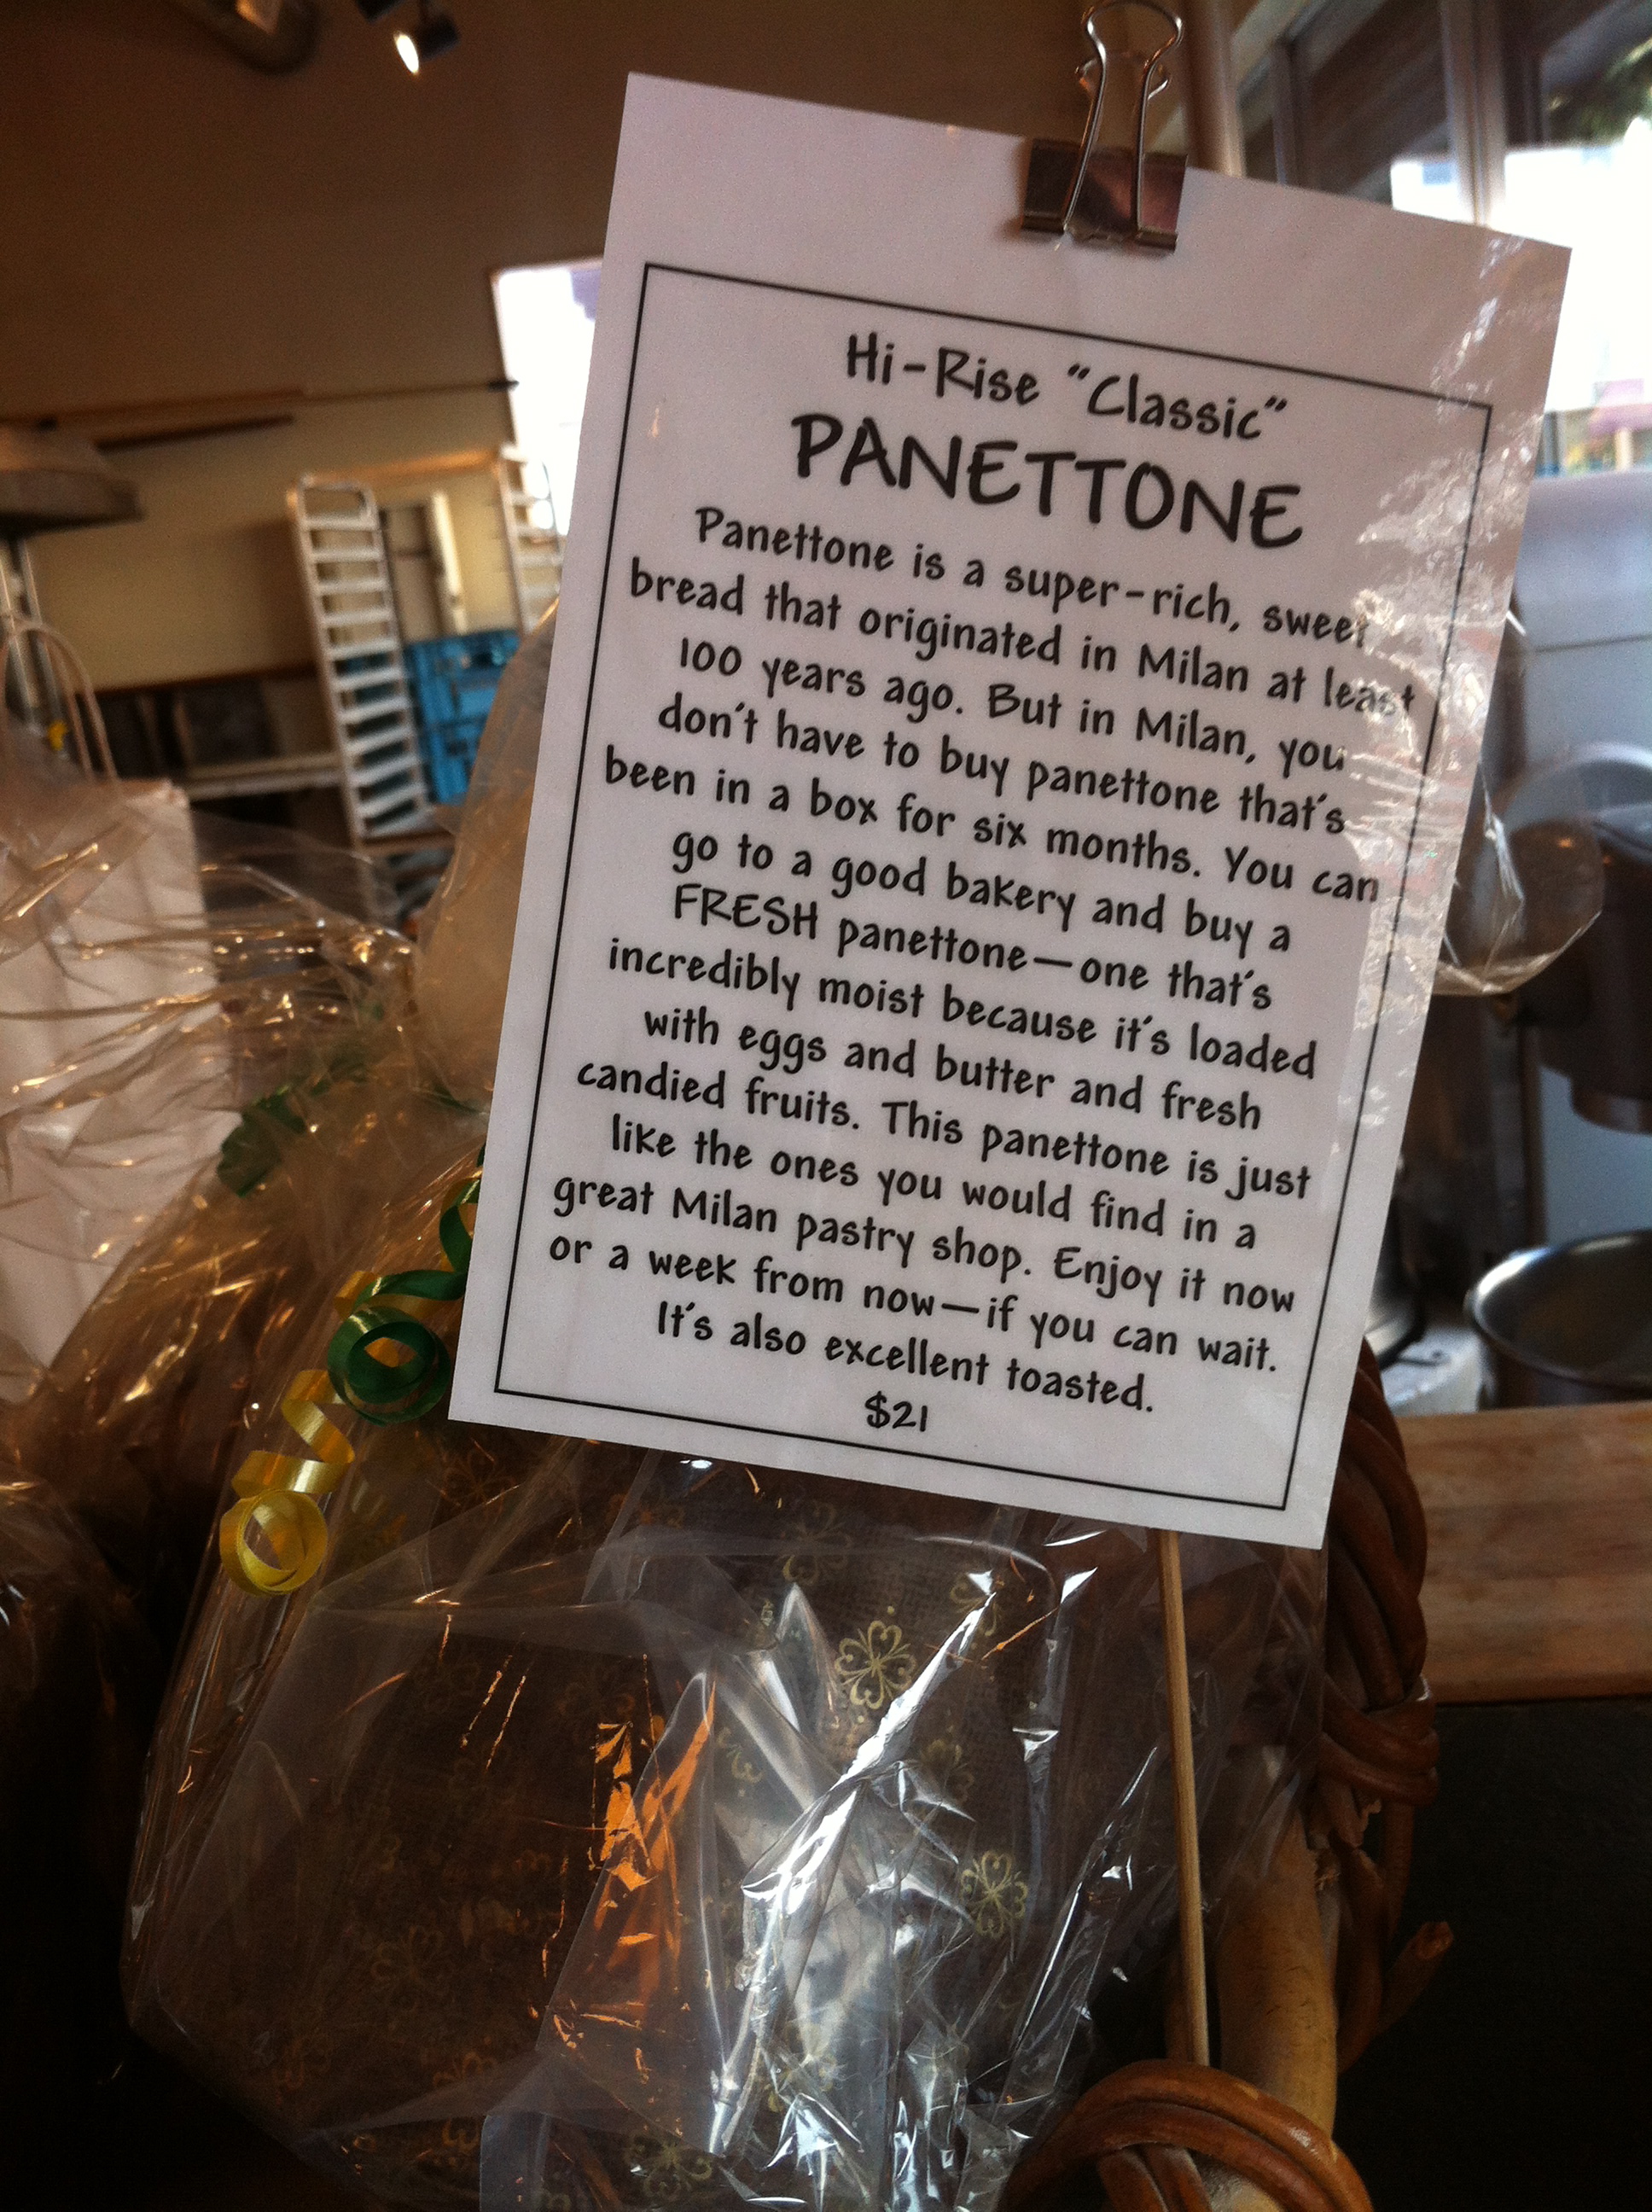 Hi-Rise "Classic"
PANETTONE
Panettone is a super-rich, sweet
bread that originated in Milan at least
100 years ago. But in Milan, you
don't have to buy panettone that's
been in a box for six months. You can
go to a good bakery and buy a
FRESH panettone—one that's
incredibly moist because it's loaded
with eggs and butter and fresh
candied fruits. This panettone is just
like the ones you would find in a
great Milan pastry shop. Enjoy it now
or a week from now—if you can wait.
It's also excellent toasted.
$21